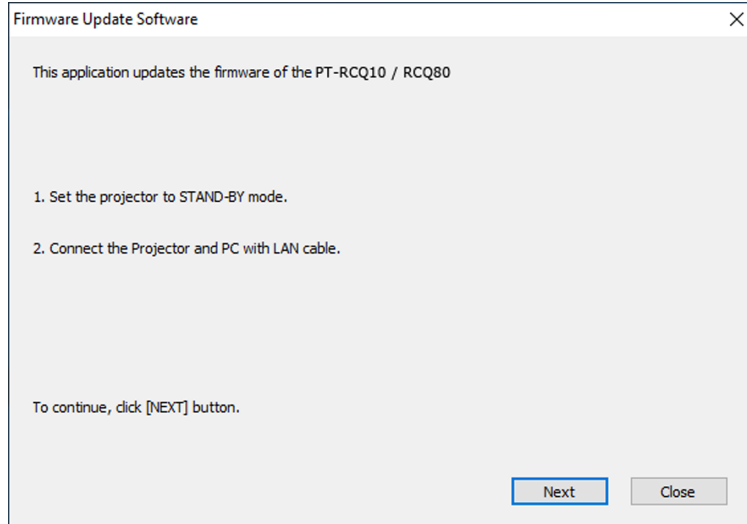 Firmware Update Software
This application updates the firmware of the PT-RCQ10 / RCQ80
1. Set the projector to STAND-BY mode.
2. Connect the Projector and PC with LAN cable.
To continue, click [NEXT] button.
Next
Close